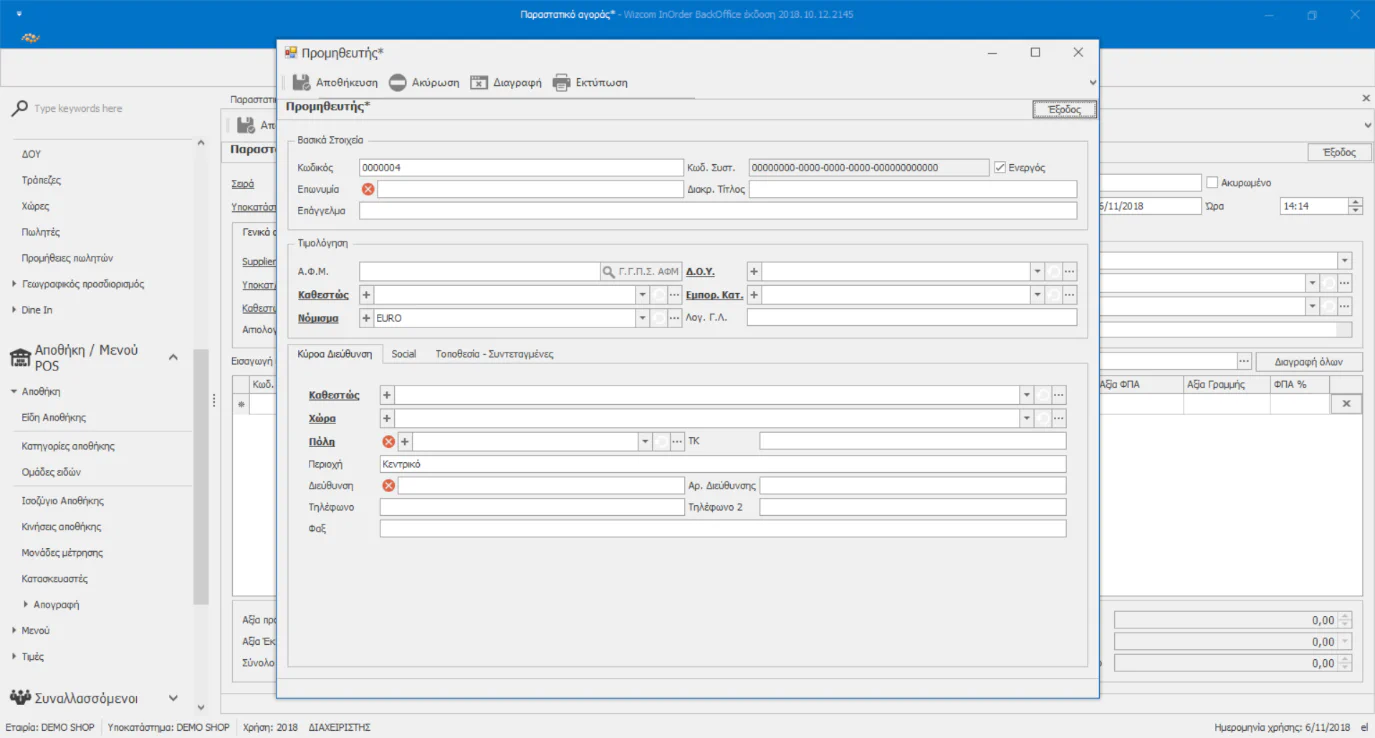 Παραστατικό αγοράς* - Wizcom InOrder BackOffice έκδοση 2018.10.12.2145
Προμηθευτής*
Αποθήκευση Ακύρωση Διαγραφή Εκτύπωση
Προμηθευτής*
Έξοδος
Βασικά Στοιχεία
Κωδικός 0000004 Κωδ. Συστ. 00000000-0000-0000-0000-000000000000 Ενεργός
Επωνυμία Διακρ. Τίτλος
Επάγγελμα
Τιμολόγηση
Α.Φ.Μ. Γ.Γ.Π.Σ. ΑΦΜ Δ.Ο.Υ.
Καθεστώς Εμπορ. Κατ.
Νόμισμα EURO Λογ. Γ.Λ.
Κύροα Διεύθυνση Social Τοποθεσία - Συντεταγμένες
Καθεστώς
Χώρα
Πόλη ΤΚ
Περιοχή Κεντρικό
Διεύθυνση Αρ. Διεύθυνσης
Τηλέφωνο Τηλέφωνο 2
Φαξ
Type keywords here
ΔΟΥ
Τράπεζες
Χώρες
Πωλητές
Προμήθειες πωλητών
Γεωγραφικός προσδιορισμός
Dine In
Αποθήκη / Μενού
POS
Αποθήκη
Είδη Αποθήκης
Κατηγορίες αποθήκης
Ομάδες ειδών
Ισοζύγιο Αποθήκης
Κινήσεις αποθήκης
Μονάδες μέτρησης
Κατασκευαστές
Απογραφή
Μενού
Τιμές
Συναλλασσόμενοι
Παραστατι
Απ
Παραστ
Σειρά
Υποκατάστ
Γενικά σ
Supplier
Υποκατ
Καθεστώ
Αιτιολογ
Εισαγωγή
Κωδ.
Αξία πρ
Αξία Εκ
Σύνολο
Έξοδος
Ακυρωμένο
6/11/2018 Ώρα 14:14
Διαγραφή όλων
Αξία ΦΠΑ Αξία Γραμμής ΦΠΑ %
0,00
0,00
0,00
Εταιρία: DEMO SHOP Υποκατάστημα: DEMO SHOP Χρήση: 2018 ΔΙΑΧΕΙΡΙΣΤΗΣ Ημερομηνία χρήσης: 6/11/2018 el